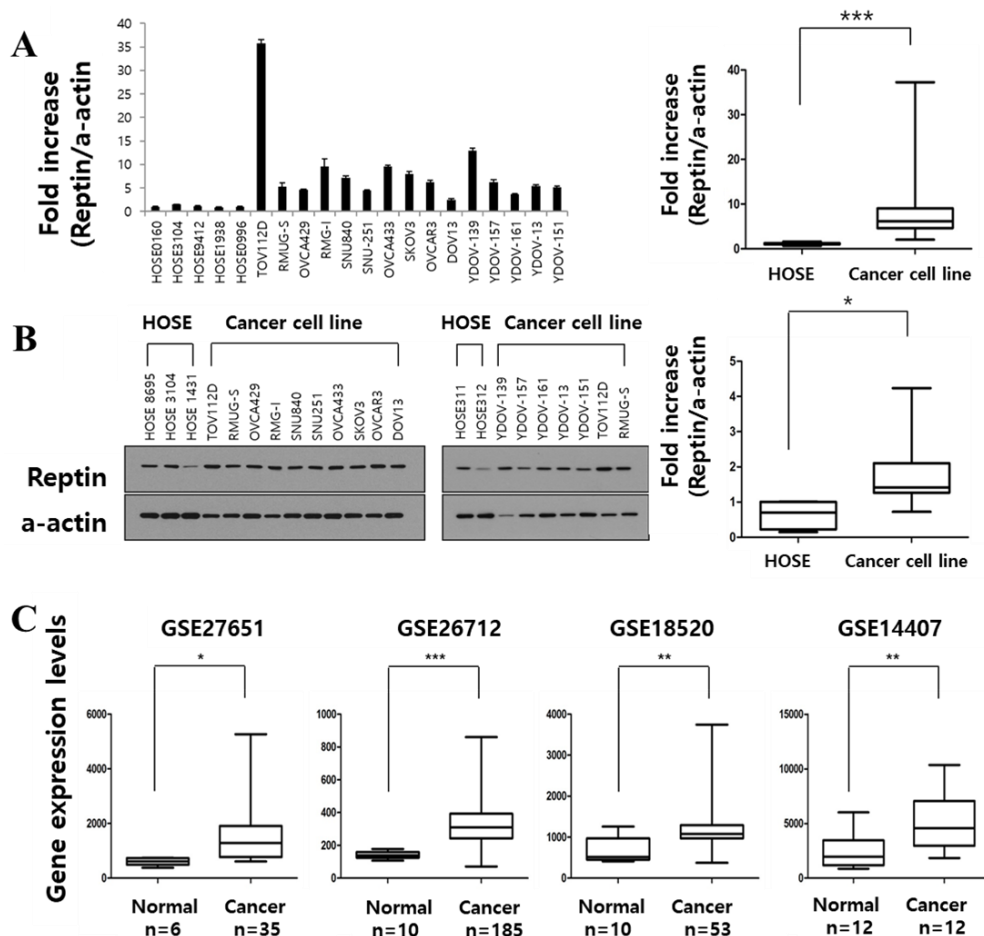 A
Fold increase
(Reptin/a-actin)
40
35
30
25
20
15
10
5
0
HOSE0160
HOSE3104
HOSE9412
HOSE1938
HOSE0996
TOV112D
RMUG-S
OVCA429
RMG-I
SNU840
SNU-251
OVCA433
SKOV3
OVCAR3
DOV13
YDOV-139
YDOV-157
YDOV-161
YDOV-13
YDOV-151
***
Fold increase
(Reptin/a-actin)
40
30
20
10
0
HOSE Cancer cell line
B
HOSE Cancer cell line
HOSE 8695
HOSE 3104
HOSE 1431
TOV112D
RMUG-S
OVCA429
RMG-I
SNU840
SNU251
OVCA433
SKOV3
OVCAR3
DOV13
HOSE Cancer cell line
HOSE311
HOSE312
YDOV-139
YDOV-157
YDOV-161
YDOV-13
YDOV-151
TOV112D
RMUG-S
Reptin
a-actin
*
Fold increase
(Reptin/a-actin)
5
4
3
2
1
0
HOSE Cancer cell line
C
Gene expression levels
GSE27651
*
6000
4000
2000
0
Normal Cancer
n=6 n=35
GSE26712
***
1000
800
600
400
200
0
Normal Cancer
n=10 n=185
GSE18520
**
4000
3000
2000
1000
0
Normal Cancer
n=10 n=53
GSE14407
**
15000
10000
5000
0
Normal Cancer
n=12 n=12